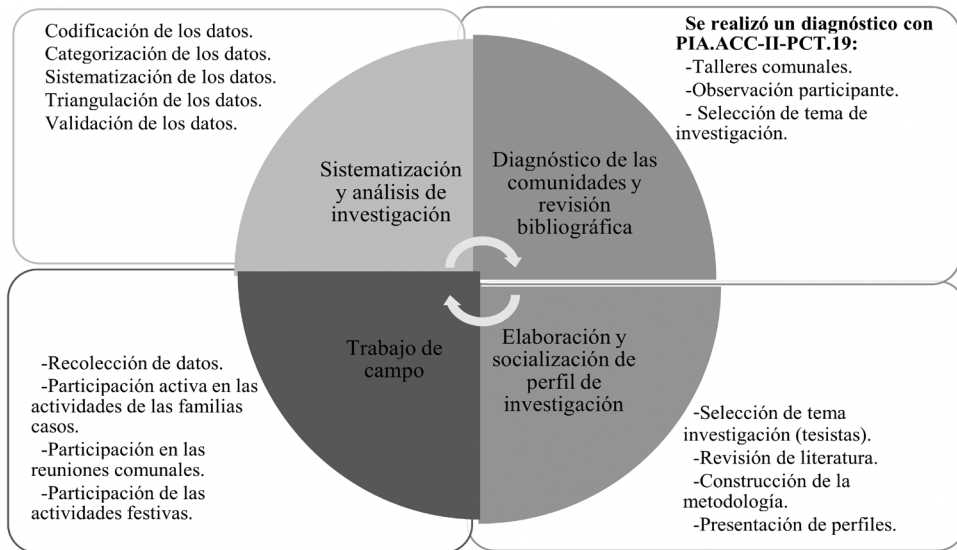 Codificación de los datos.
Categorización de los datos.
Sistematización de los datos.
Triangulación de los datos.
Validación de los datos.
Se realizó un diagnóstico con
PIA.ACC-II-PCT.19:
-Talleres comunales.
-Observación participante.
- Selección de tema de
investigación.
Sistematización
y análisis de
investigación
Diagnóstico de las
comunidades y
revisión
bibliográfica
Trabajo de
campo
Elaboración y
socialización de
perfil de
investigación
-Recolección de datos.
-Participación activa en las
actividades de las familias
casos.
-Participación en las
reuniones comunales.
-Participación de las
actividades festivas.
-Selección de tema
investigación (tesistas).
-Revisión de literatura.
-Construcción de la
metodología.
-Presentación de perfiles.